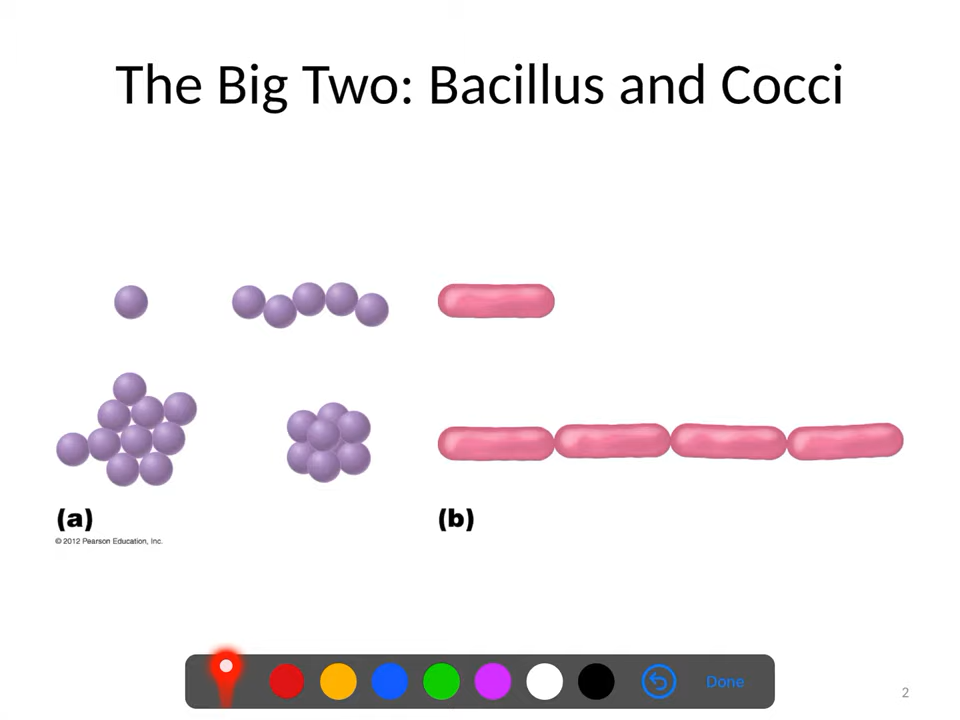 The Big Two: Bacillus and Cocci
(a)
(b)
© 2012 Pearson Education, Inc.
Done
2